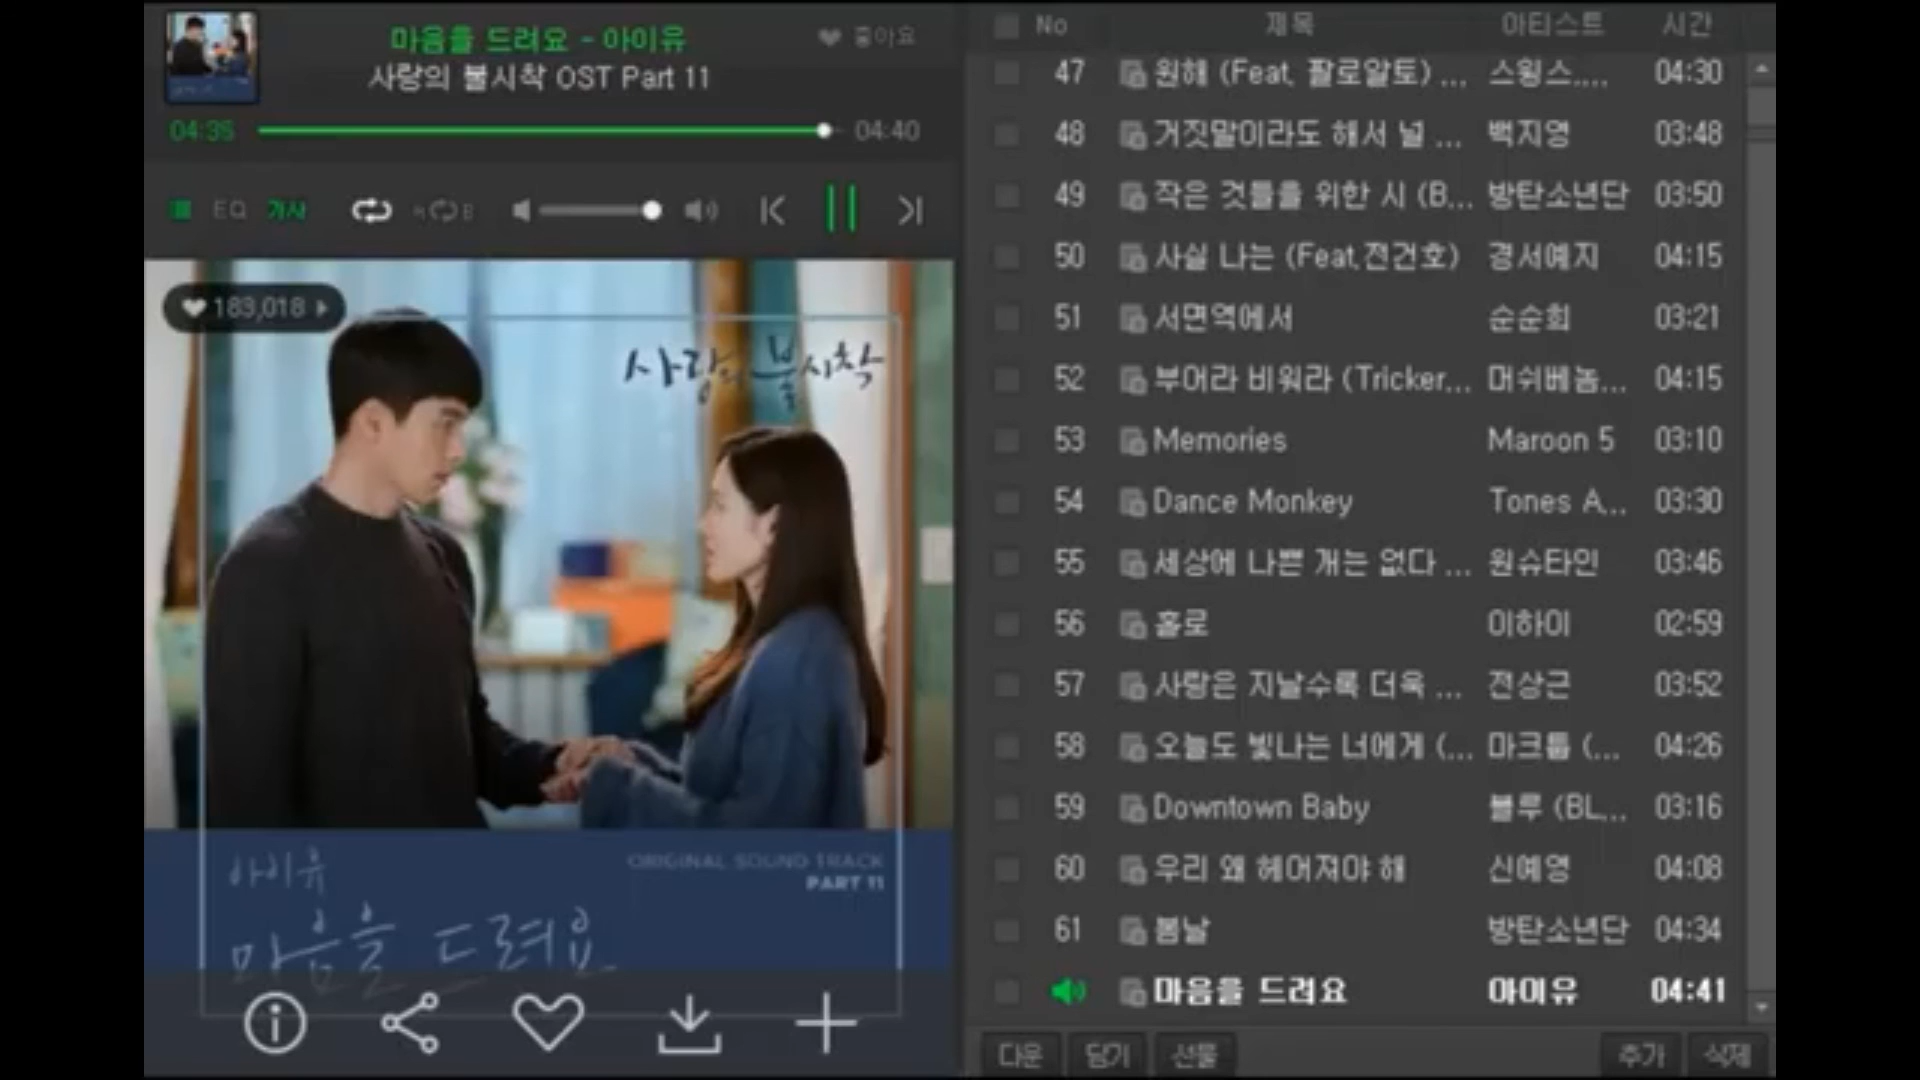 마음을 드려요 - 아이유
좋아요
사랑의 불시착 OST Part 11
04:35
04:40
EQ 가사
A B
183,018
사랑의 불시착
아이유
ORIGINAL SOUND TRACK
PART 11
마음을 드려요
No 제목 아티스트 시간
47 원해 (Feat. 팔로알토) ... 스윙스.... 04:30
48 거짓말이라도 해서 널 ... 백지영 03:48
49 작은 것들을 위한 시 (B... 방탄소년단 03:50
50 사실 나는 (Feat.전건호) 경서예지 04:15
51 서면역에서 순순희 03:21
52 부어라 비워라 (Tricker... 머쉬베놈... 04:15
53 Memories Maroon 5 03:10
54 Dance Monkey Tones A... 03:30
55 세상에 나쁜 개는 없다 ... 원슈타인 03:46
56 홀로 이하이 02:59
57 사랑은 지날수록 더욱 ... 전상근 03:52
58 오늘도 빛나는 너에게 (... 마크툽 (... 04:26
59 Downtown Baby 블루 (BL... 03:16
60 우리 왜 헤어져야 해 신예영 04:08
61 봄날 방탄소년단 04:34
마음을 드려요 아이유 04:41
다운 담기 선물 추가 삭제